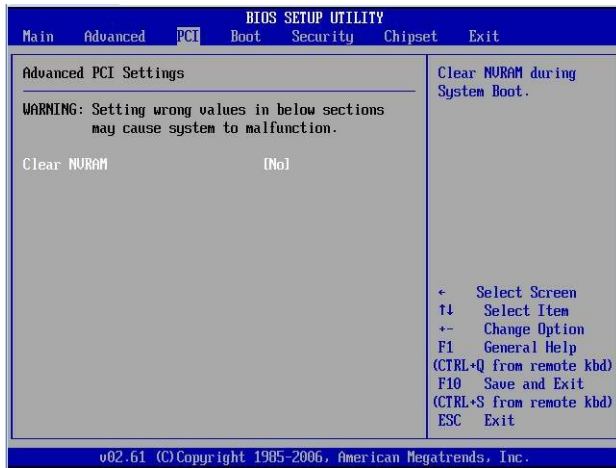 BIOS SETUP UTILITY
Main Advanced PCI Boot Security Chipset Exit
Advanced PCI Settings
WARNING: Setting wrong values in below sections
may cause system to malfunction.
Clear NVRAM [No]
Clear NVRAM during
System Boot.
← Select Screen
↑↓ Select Item
+- Change Option
F1 General Help
(CTRL+Q from remote kbd)
F10 Save and Exit
(CTRL+S from remote kbd)
ESC Exit
v02.61 (C)Copyright 1985-2006, American Megatrends, Inc.